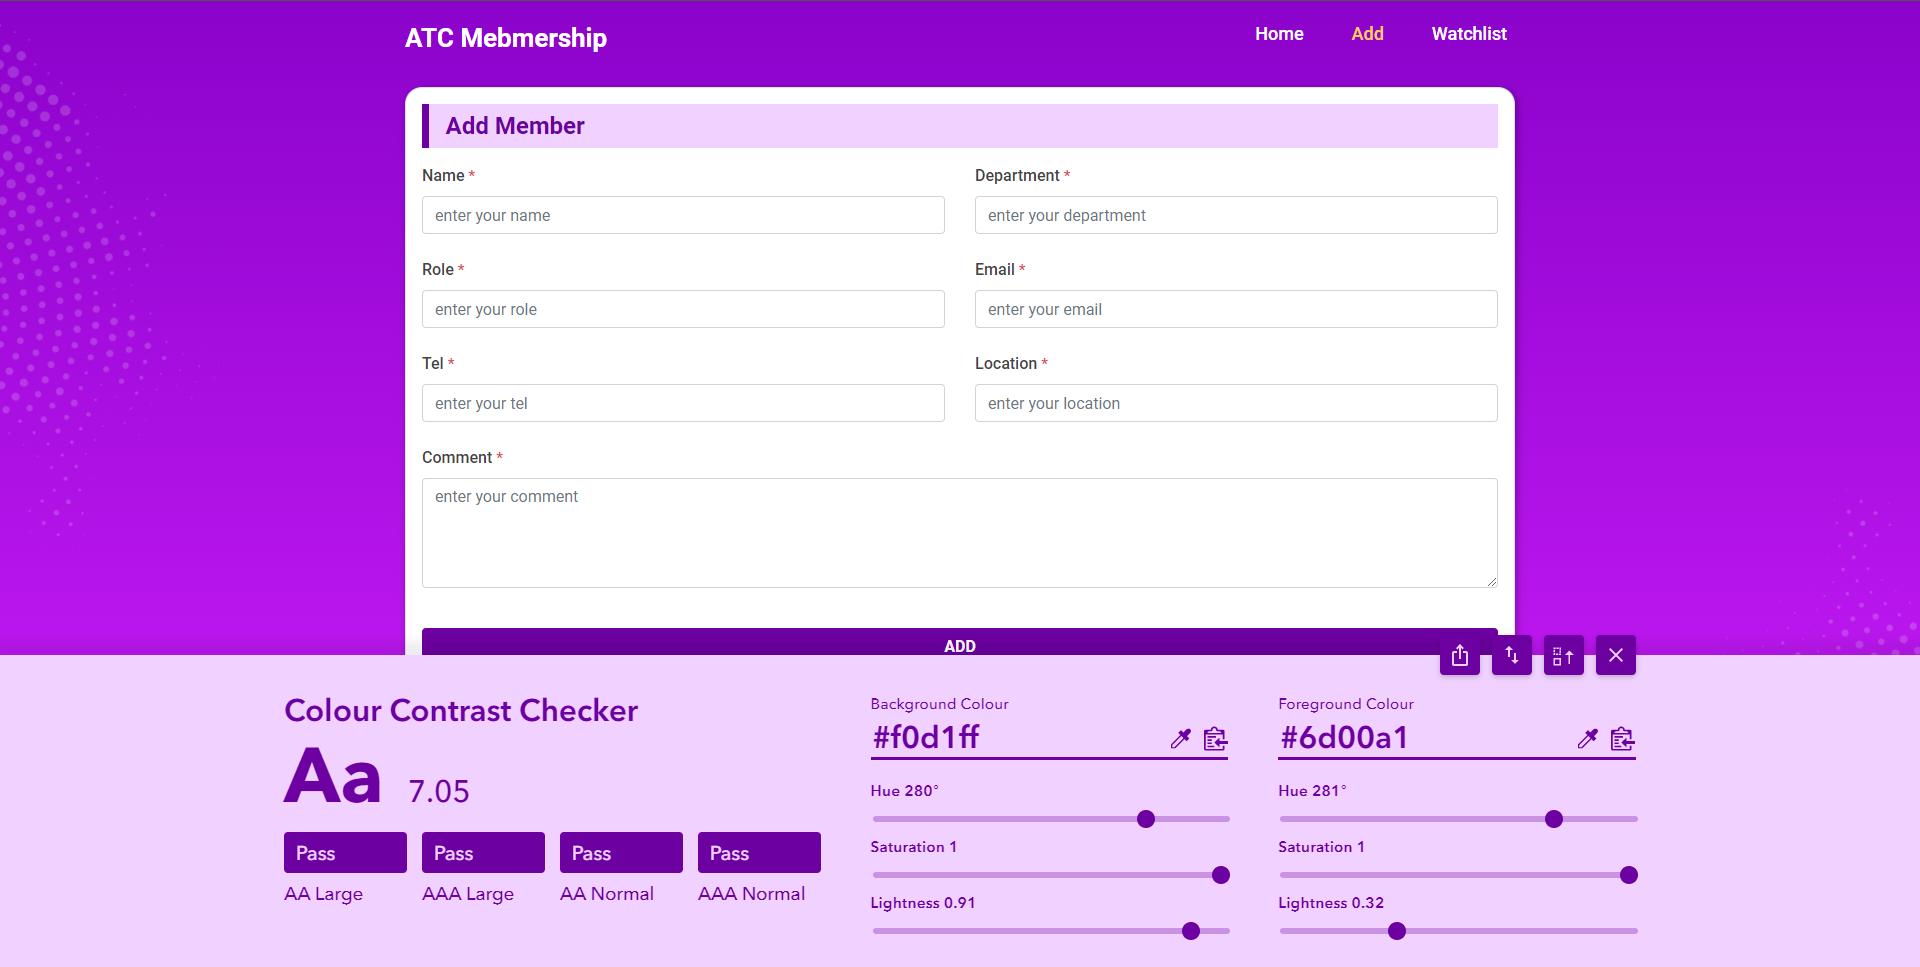 ATC Mebmership
Home Add Watchlist
Add Member
Name * Department *
enter your name enter your department
Role * Email *
enter your role enter your email
Tel * Location *
enter your tel enter your location
Comment *
enter your comment
ADD
Colour Contrast Checker
Aa 7.05
Pass Pass Pass Pass
AA Large AAA Large AA Normal AAA Normal
Background Colour
#f0d1ff
Hue 280°
Saturation 1
Lightness 0.91
Foreground Colour
#6d00a1
Hue 281°
Saturation 1
Lightness 0.32